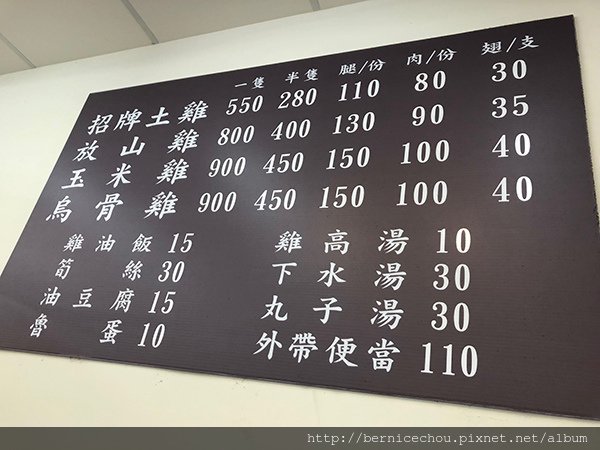 一隻 半隻 腿/份 肉/份 翅/支
招牌土雞 550 280 110 80 30
放山雞 800 400 130 90 35
玉米雞 900 450 150 100 40
烏骨雞 900 450 150 100 40
雞油飯 15 雞高湯 10
筍絲 30 下水湯 30
油豆腐 15 丸子湯 30
魯蛋 10 外帶便當 110
http://bernicechou.pixnet.net/album